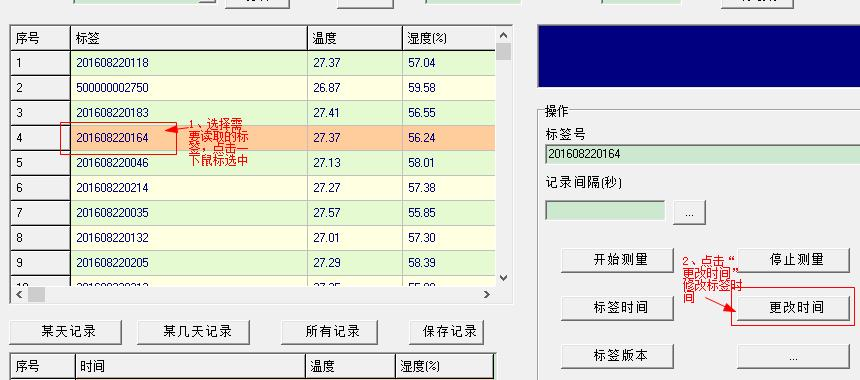 序号 标签 温度 湿度(%)
1 201608220118 27.37 57.04
2 500000002750 26.87 59.58
3 201608220183 27.41 56.55
4 201608220164 27.37 56.24
5 201608220046 27.13 58.01
6 201608220214 27.27 57.38
7 201608220035 27.57 55.85
8 201608220132 27.01 57.30
9 201608220205 27.29 58.39
1、选择需
要读取的标
签，点击一
下鼠标选中
某天记录 某几天记录 所有记录 保存记录
序号 时间 温度 湿度(%)
操作
标签号
201608220164
记录间隔(秒)
...
开始测量 停止测量
2、点击“
更改时间”
修改标签时
间
标签时间 更改时间
标签版本 ...